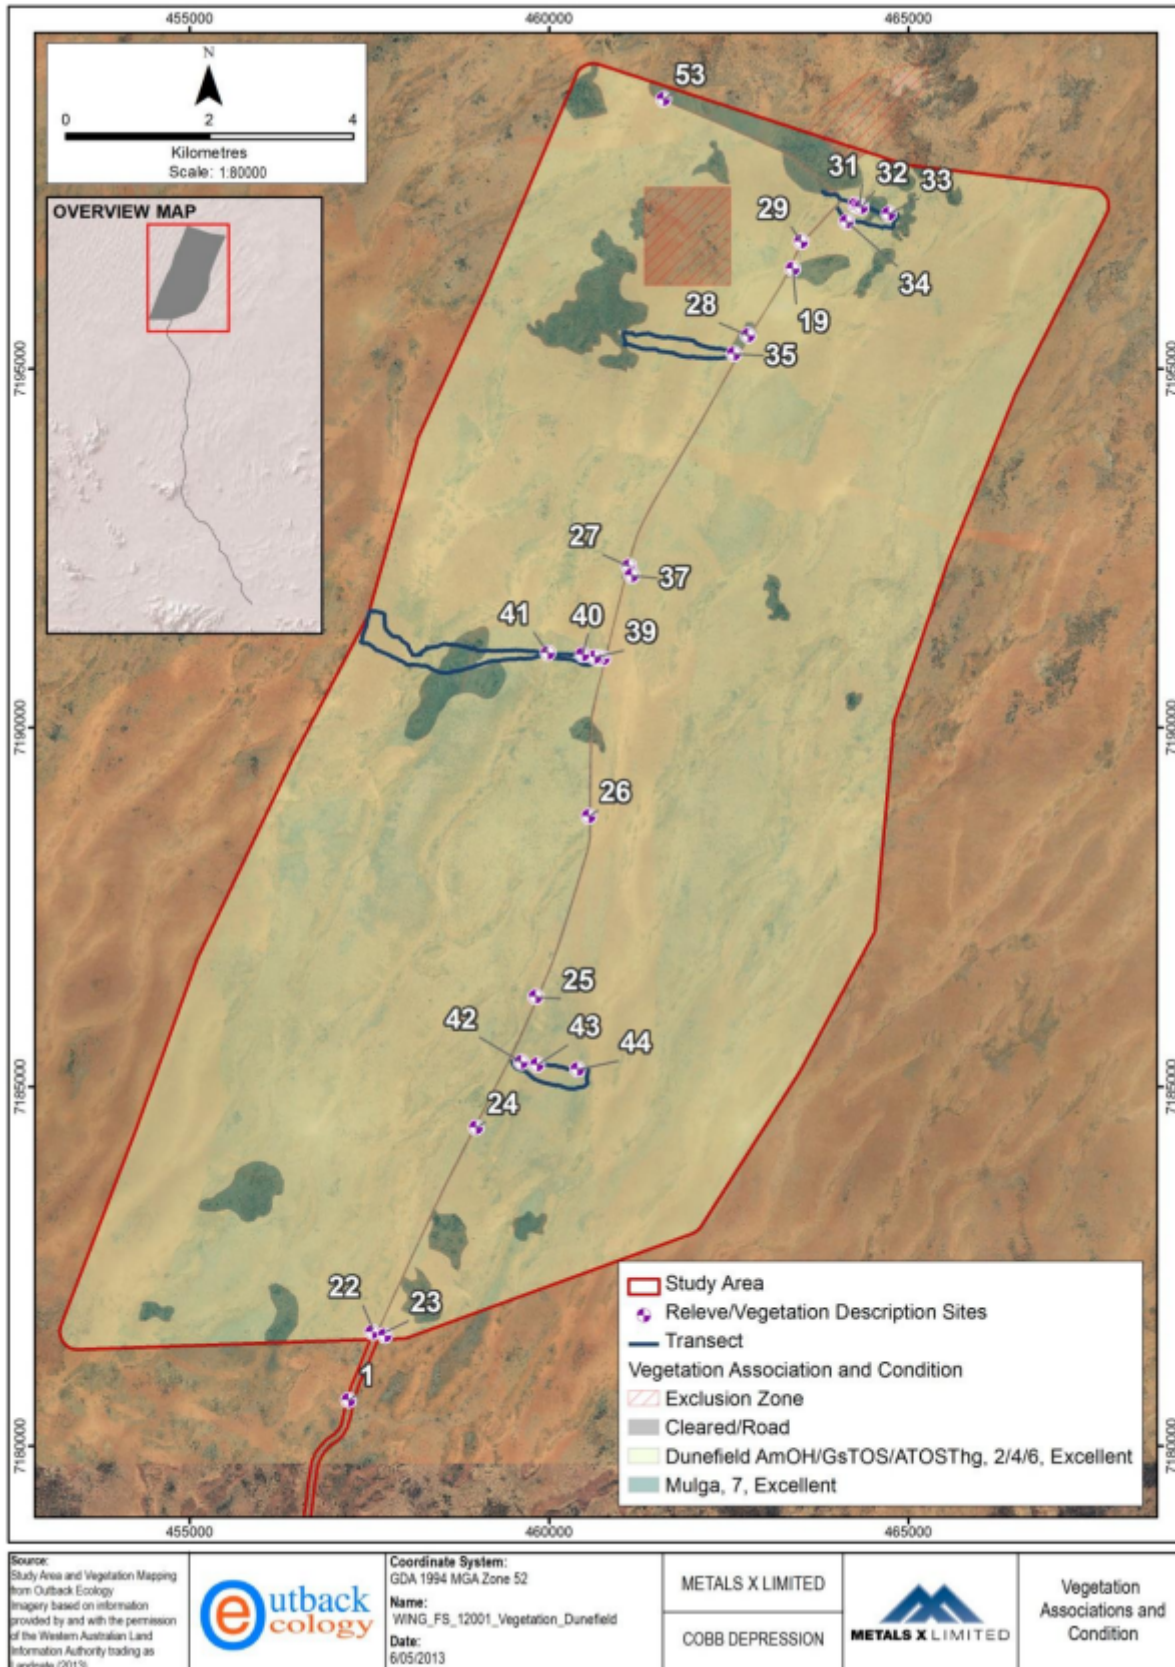 455000
460000
465000
N
0
2
4
Kilometres
Scale: 1:80000
OVERVIEW MAP
53
31
32
33
29
34
28
19
35
7195000
7195000
27
37
41
40
39
7190000
7190000
26
25
42
43
44
7185000
7185000
24
22
23
1
7180000
7180000
Study Area
Releve/Vegetation Description Sites
Transect
Vegetation Association and Condition
Exclusion Zone
Cleared/Road
Dunefield AmOH/GsTOS/ATOSThg, 2/4/6, Excellent
Mulga, 7, Excellent
455000
460000
465000
Source:
Study Area and Vegetation Mapping
from Outback Ecology
Imagery based on information
provided by and with the permission
of the Western Australian Land
Information Authority trading as
Landgate (2013)
Outback
ecology
Coordinate System:
GDA 1994 MGA Zone 52
Name:
WING_FS_12001_Vegetation_Dunefield
Date:
6/05/2013
METALS X LIMITED
COBB DEPRESSION
METALS X LIMITED
Vegetation
Associations and
Condition